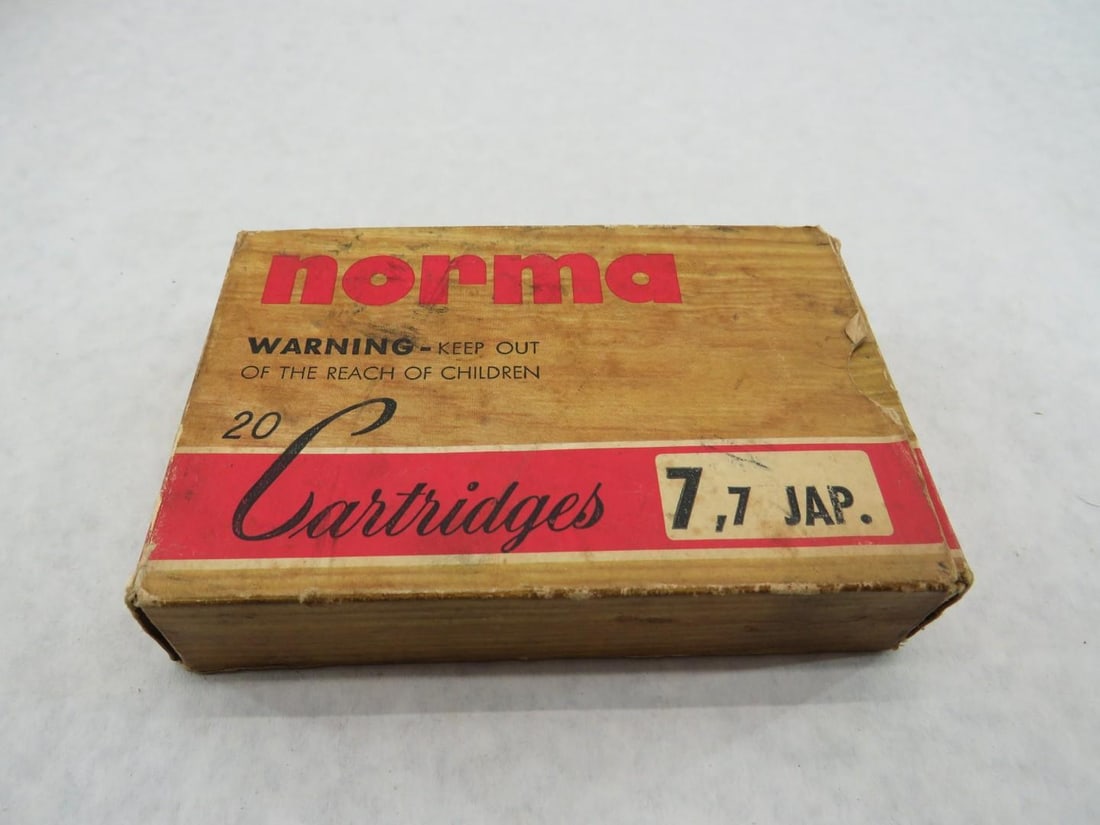 norma
WARNING - KEEP OUT
OF THE REACH OF CHILDREN
20 Cartridges
7,7 JAP.